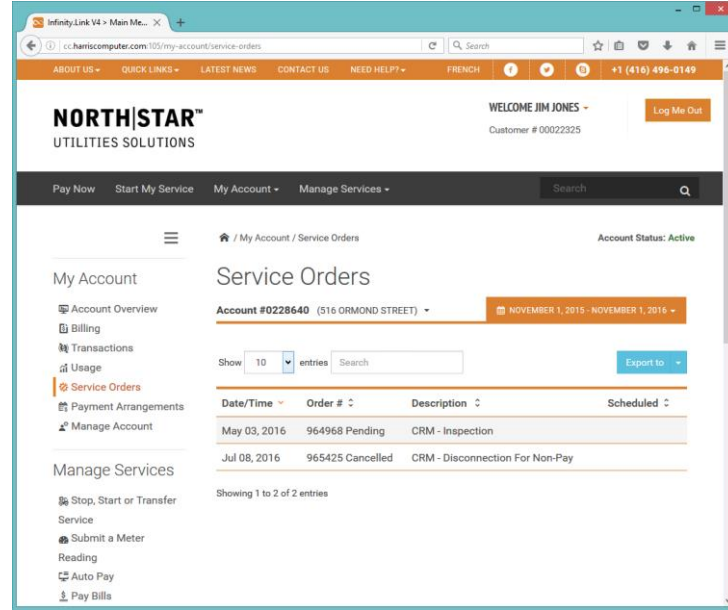 Infinity.Link V4 > Main Me...
cc.harriscomputer.com:105/my-account/service-orders
Search
ABOUT US QUICK LINKS LATEST NEWS CONTACT US NEED HELP? FRENCH +1 (416) 496-0149
NORTH|STAR™
UTILITIES SOLUTIONS
WELCOME JIM JONES
Customer # 00022325
Log Me Out
Pay Now Start My Service My Account Manage Services Search
/ My Account / Service Orders
Account Status: Active
My Account
Account Overview
Billing
Transactions
Usage
Service Orders
Payment Arrangements
Manage Account
Manage Services
Stop, Start or Transfer
Service
Submit a Meter
Reading
Auto Pay
Pay Bills
Service Orders
Account #0228640 (516 ORMOND STREET)
NOVEMBER 1, 2015 - NOVEMBER 1, 2016
Show 10 entries Search
Export to
Date/Time Order # Description Scheduled
May 03, 2016 964968 Pending CRM - Inspection
Jul 08, 2016 965425 Cancelled CRM - Disconnection For Non-Pay
Showing 1 to 2 of 2 entries